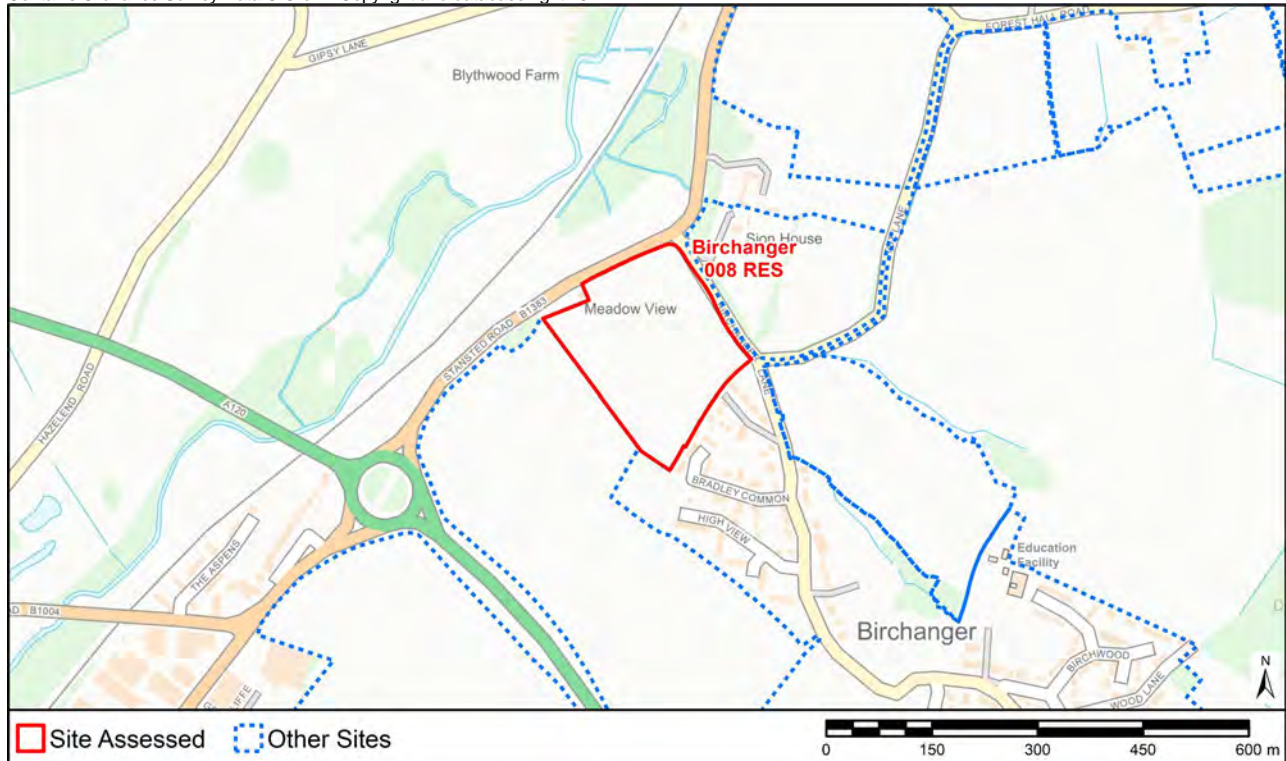 FOREST HALL ROAD
GIPSY LANE
Blythwood Farm
LANE
Sion House
Birchanger
008 RES
Meadow View
STANSTED ROAD B1383
HAZELEND ROAD
A120
LANE
BRADLEY COMMON
HIGH VIEW
THE ASPENS
Education
Facility
B1004
Birchanger
BIRCHWOOD
WOOD LANE
N
Site Assessed
Other Sites
0 150 300 450 600 m